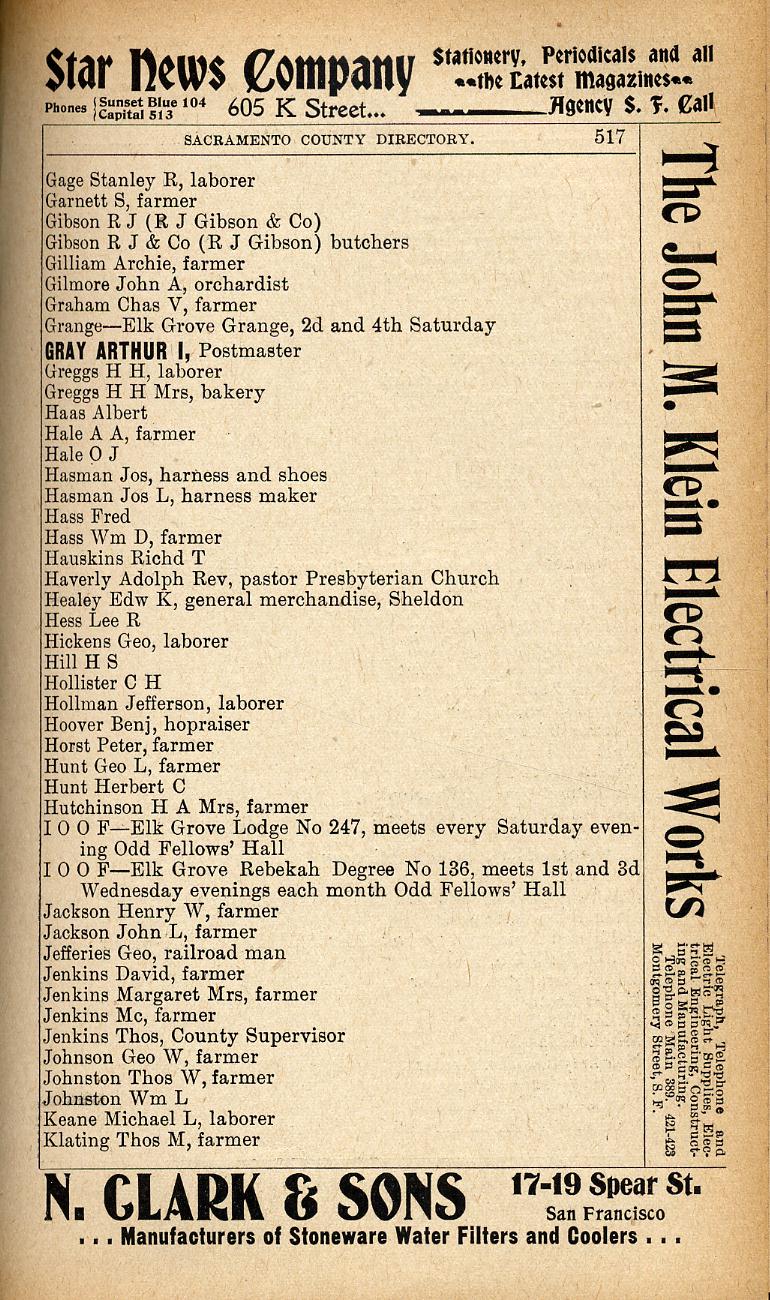 Star News Company
Stationery, Periodicals and all
the Latest Magazines
Phones { Sunset Blue 104
Capital 513
605 K Street...
Agency S. F. Call
SACRAMENTO COUNTY DIRECTORY. 517
Gage Stanley R, laborer
Garnett S, farmer
Gibson R J (R J Gibson & Co)
Gibson R J & Co (R J Gibson) butchers
Gilliam Archie, farmer
Gilmore John A, orchardist
Graham Chas V, farmer
Grange—Elk Grove Grange, 2d and 4th Saturday
GRAY ARTHUR I, Postmaster
Greggs H H, laborer
Greggs H H Mrs, bakery
Haas Albert
Hale A A, farmer
Hale O J
Hasman Jos, harness and shoes
Hasman Jos L, harness maker
Hass Fred
Hass Wm D, farmer
Hauskins Richd T
Haverly Adolph Rev, pastor Presbyterian Church
Healey Edw K, general merchandise, Sheldon
Hess Lee R
Hickens Geo, laborer
Hill H S
Hollister C H
Hollman Jefferson, laborer
Hoover Benj, hopraiser
Horst Peter, farmer
Hunt Geo L, farmer
Hunt Herbert C
Hutchinson H A Mrs, farmer
I O O F—Elk Grove Lodge No 247, meets every Saturday even-
ing Odd Fellows' Hall
I O O F—Elk Grove Rebekah Degree No 136, meets 1st and 3d
Wednesday evenings each month Odd Fellows' Hall
Jackson Henry W, farmer
Jackson John L, farmer
Jefferies Geo, railroad man
Jenkins David, farmer
Jenkins Margaret Mrs, farmer
Jenkins Mc, farmer
Jenkins Thos, County Supervisor
Johnson Geo W, farmer
Johnston Thos W, farmer
Johnston Wm L
Keane Michael L, laborer
Klating Thos M, farmer
The John M. Klein Electrical Works
Telegraph, Telephone and
Electric Light Supplies, Elec-
trical Engineering, Construct-
ing and Manufacturing.
Telephone Main 389. 421-423
Montgomery Street, S. F.
N. CLARK & SONS
17-19 Spear St.
San Francisco
. . . Manufacturers of Stoneware Water Filters and Coolers . . .